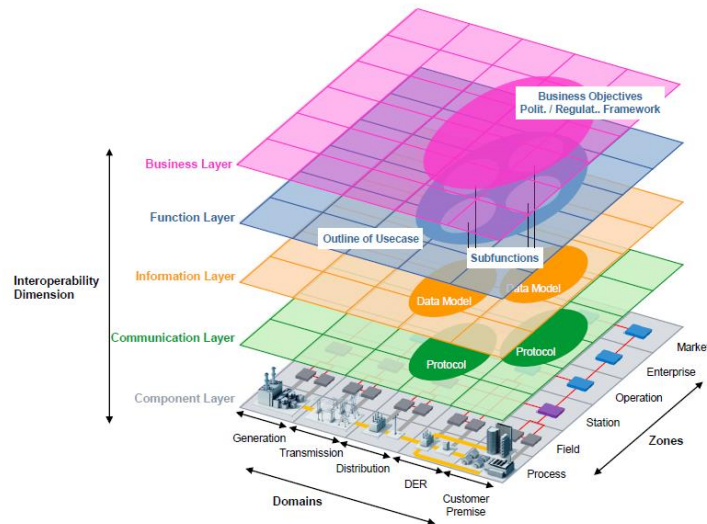 Business Objectives
Polit. / Regulat.. Framework
Business Layer
Function Layer
Outline of Usecase
Subfunctions
Interoperability
Dimension
Information Layer
Data Model
Data Model
Communication Layer
Protocol
Protocol
Component Layer
Market
Enterprise
Operation
Station
Field
Process
Zones
Generation
Transmission
Distribution
DER
Customer
Premise
Domains